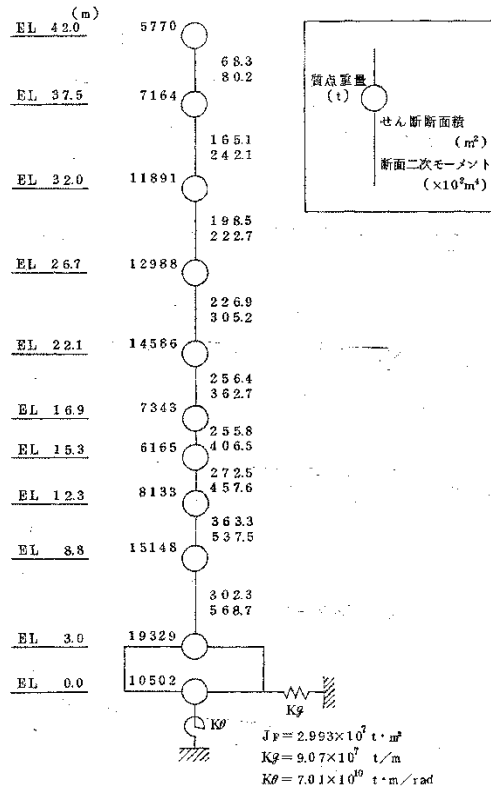 (m)
EL 42.0
5770
68.3
80.2
EL 37.5
7164
165.1
242.1
EL 32.0
11891
198.5
222.7
EL 26.7
12988
226.9
305.2
EL 22.1
14586
256.4
362.7
EL 16.9
7343
255.8
406.5
EL 15.3
6165
272.5
457.6
EL 12.3
8133
363.3
537.5
EL 8.8
15148
302.3
568.7
EL 3.0
19329
EL 0.0
10502
Kθ
質点重量
(t)
せん断断面積
(m²)
断面二次モーメント
(×10²m⁴)
JF=2.993×10⁷ t・m²
=9.07×10⁷ t/m
Kθ=7.01×10¹⁰ t・m/rad